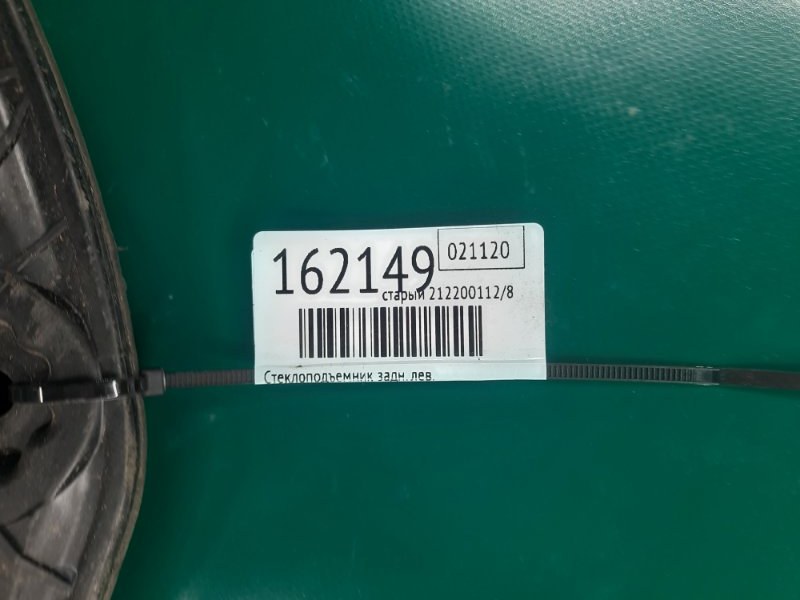 162149
021120
старый 212200112/8
Стеклоподъемник задн. лев.